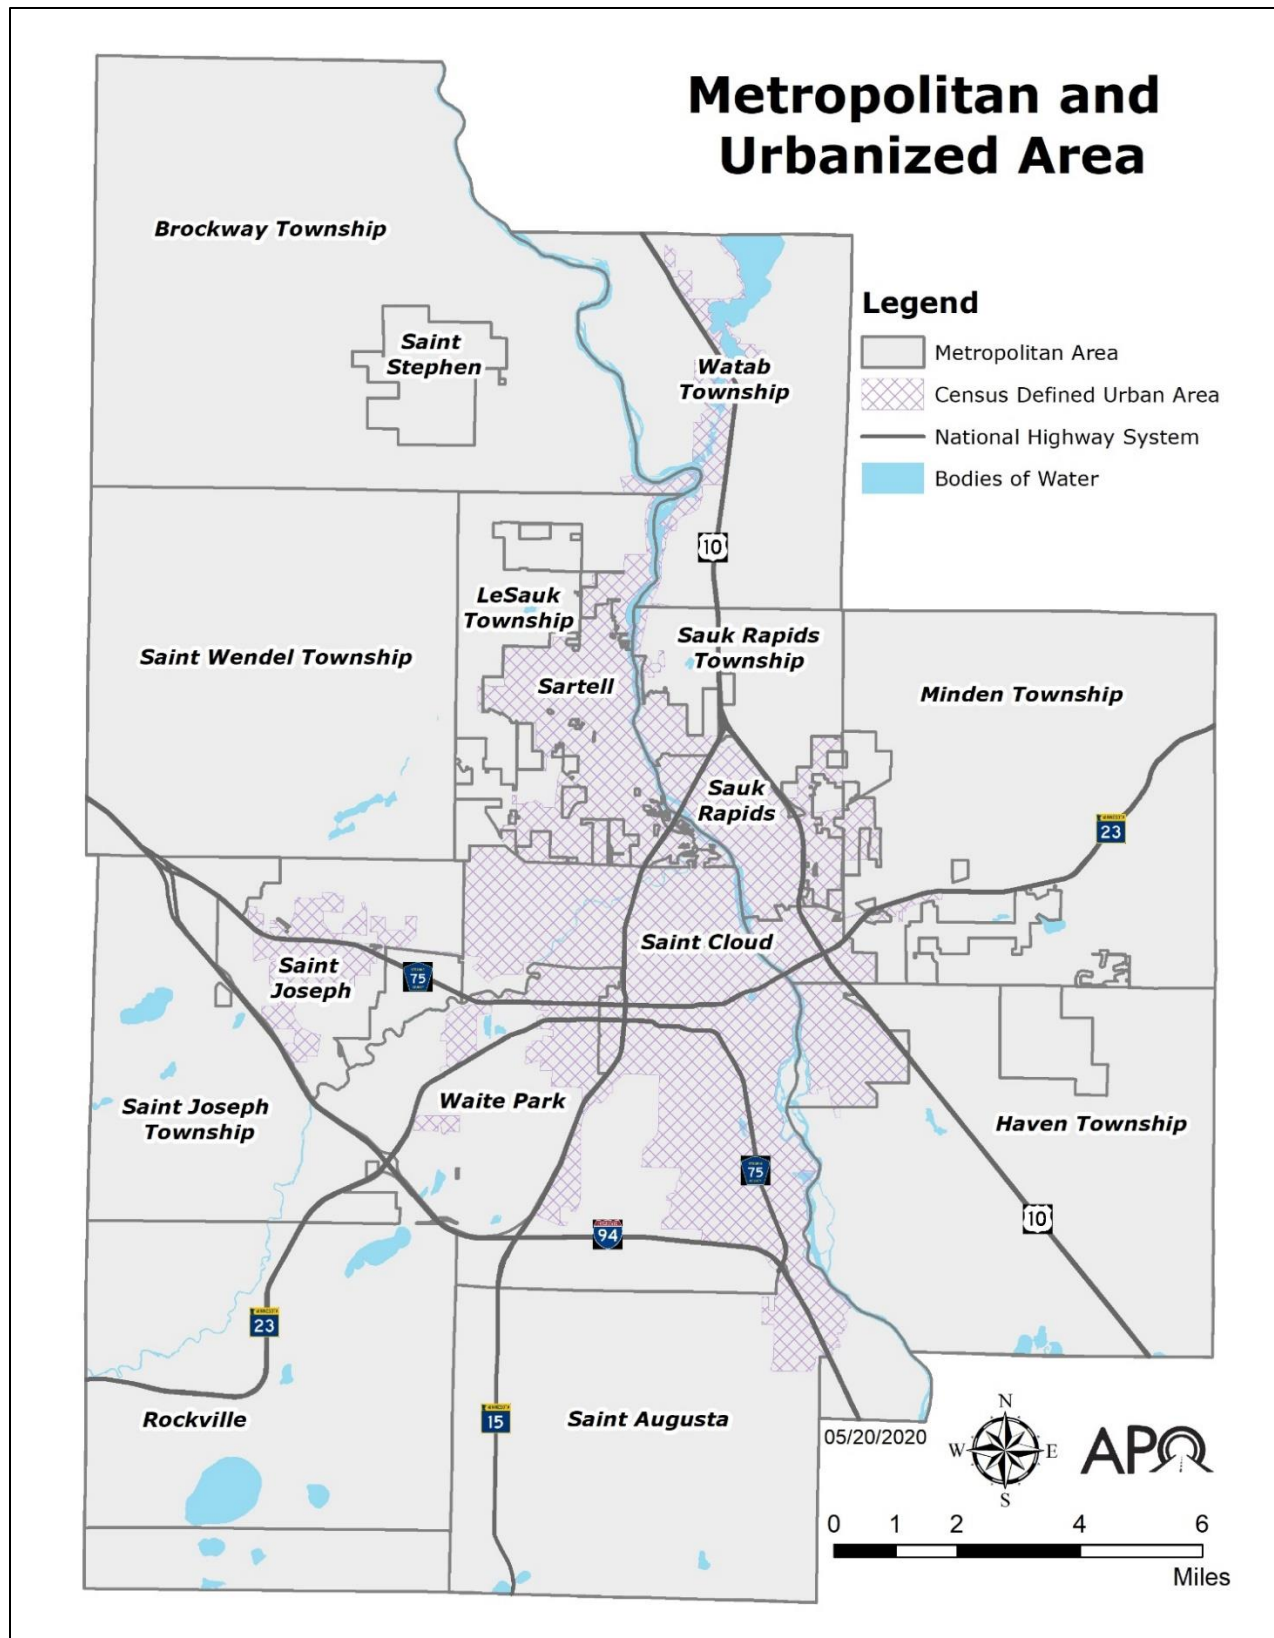 Metropolitan and
Urbanized Area
Brockway Township
Legend
Saint
Stephen
Metropolitan Area
Watab
Township
Census Defined Urban Area
National Highway System
Bodies of Water
10
LeSauk
Township
Sauk Rapids
Township
Saint Wendel Township
Sartell
Minden Township
Sauk
Rapids
23
Saint Cloud
Saint
Joseph
75
Waite Park
Saint Joseph
Township
Haven Township
75
10
94
23
Rockville
15
Saint Augusta
05/20/2020
N
W
E
S
APO
0 1 2 4 6
Miles